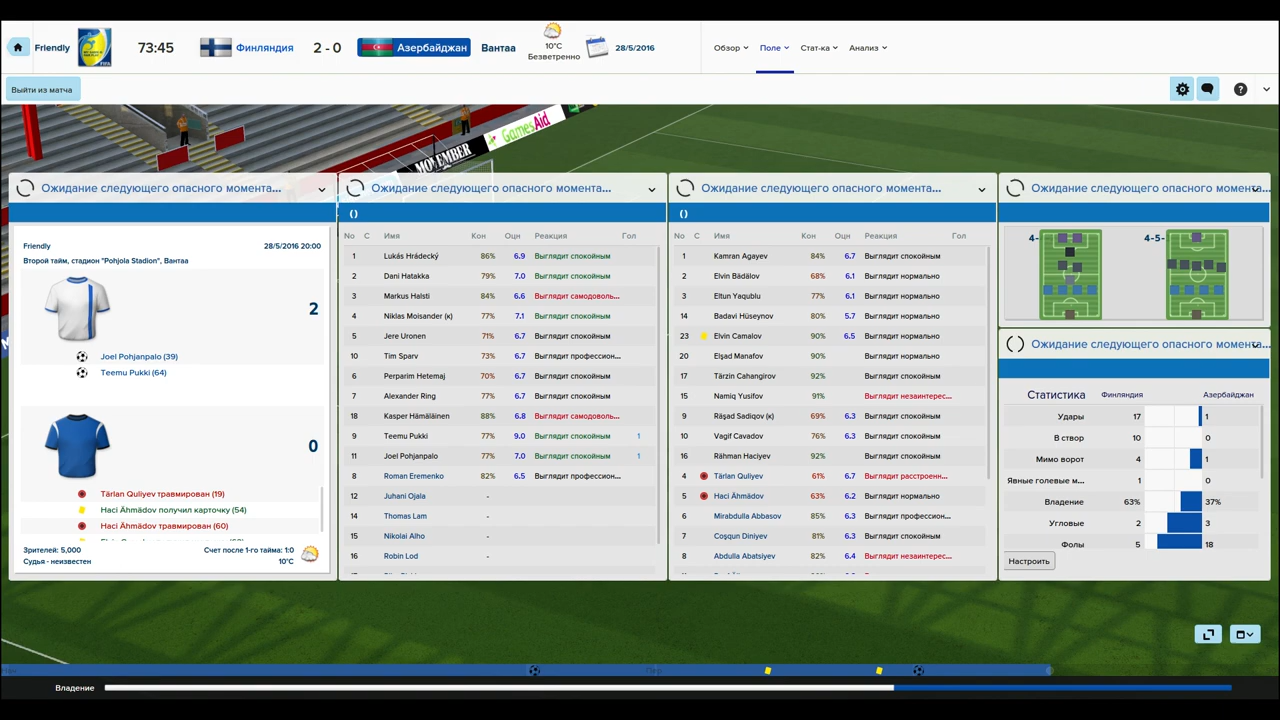 Friendly
73:45
Финляндия
2 - 0
Азербайджан
Вантаа
10°C
Безветренно
28/5/2016
Обзор
Поле
Стат-ка
Анализ
Выйти из матча
?
MOVEMBER
GamesAid
Ожидание следующего опасного момента...
Friendly
28/5/2016 20:00
Второй тайм, стадион "Pohjola Stadion", Вантаа
2
Joel Pohjanpalo (39)
Teemu Pukki (64)
0
Tärlan Quliyev травмирован (19)
Haci Ähmädov получил карточку (54)
Haci Ähmädov травмирован (60)
Зрителей: 5,000
Счет после 1-го тайма: 1:0
Судья - неизвестен
10°C
Ожидание следующего опасного момента...
()
No С Имя Кон Оцн Реакция Гол
1 Lukás Hrádecký 86% 6.9 Выглядит спокойным
2 Dani Hatakka 79% 7.0 Выглядит спокойным
3 Markus Halsti 84% 6.6 Выглядит самодоволь...
4 Niklas Moisander (к) 77% 7.1 Выглядит спокойным
5 Jere Uronen 71% 6.7 Выглядит спокойным
10 Tim Sparv 73% 6.7 Выглядит профессион...
6 Perparim Hetemaj 70% 6.7 Выглядит спокойным
7 Alexander Ring 77% 6.7 Выглядит спокойным
18 Kasper Hämäläinen 88% 6.8 Выглядит самодоволь...
9 Teemu Pukki 77% 9.0 Выглядит спокойным 1
11 Joel Pohjanpalo 77% 7.0 Выглядит спокойным 1
8 Roman Eremenko 82% 6.5 Выглядит профессион...
12 Juhani Ojala -
14 Thomas Lam -
15 Nikolai Alho -
16 Robin Lod -
Ожидание следующего опасного момента...
()
No С Имя Кон Оцн Реакция Гол
1 Kamran Agayev 84% 6.7 Выглядит спокойным
2 Elvin Bädälov 68% 6.1 Выглядит нормально
3 Eltun Yaqublu 77% 6.1 Выглядит нормально
14 Badavi Hüseynov 80% 5.7 Выглядит нормально
23 Elvin Camalov 90% 6.5 Выглядит нормально
20 Elşad Manafov 90% Выглядит нормально
17 Tärzin Cahangirov 92% Выглядит спокойным
15 Namiq Yusifov 91% Выглядит незаинтерес...
9 Räşad Sadiqov (к) 69% 6.3 Выглядит спокойным
10 Vagif Cavadov 76% 6.3 Выглядит спокойным
16 Rähman Haciyev 92% Выглядит спокойным
4 Tärlan Quliyev 61% 6.7 Выглядит расстроенн...
5 Haci Ähmädov 63% 6.2 Выглядит нормально
6 Mirabdulla Abbasov 85% 6.3 Выглядит профессион...
7 Coşqun Diniyev 81% 6.3 Выглядит спокойным
8 Abdulla Abatsiyev 82% 6.4 Выглядит незаинтерес...
Ожидание следующего опасного момента...
4-
4-5-
Ожидание следующего опасного момента...
Статистика Финляндия Азербайджан
Удары 17 1
В створ 10 0
Мимо ворот 4 1
Явные голевые м... 1 0
Владение 63% 37%
Угловые 2 3
Фолы 5 18
Настроить
Владение